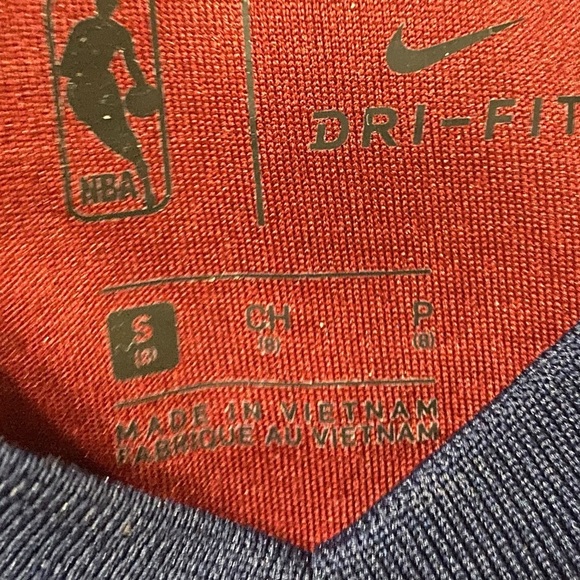 NBA
DRI-FIT
S CH P
(8) (8) (8)
MADE IN VIETNAM
FABRIQUE AU VIETNAM